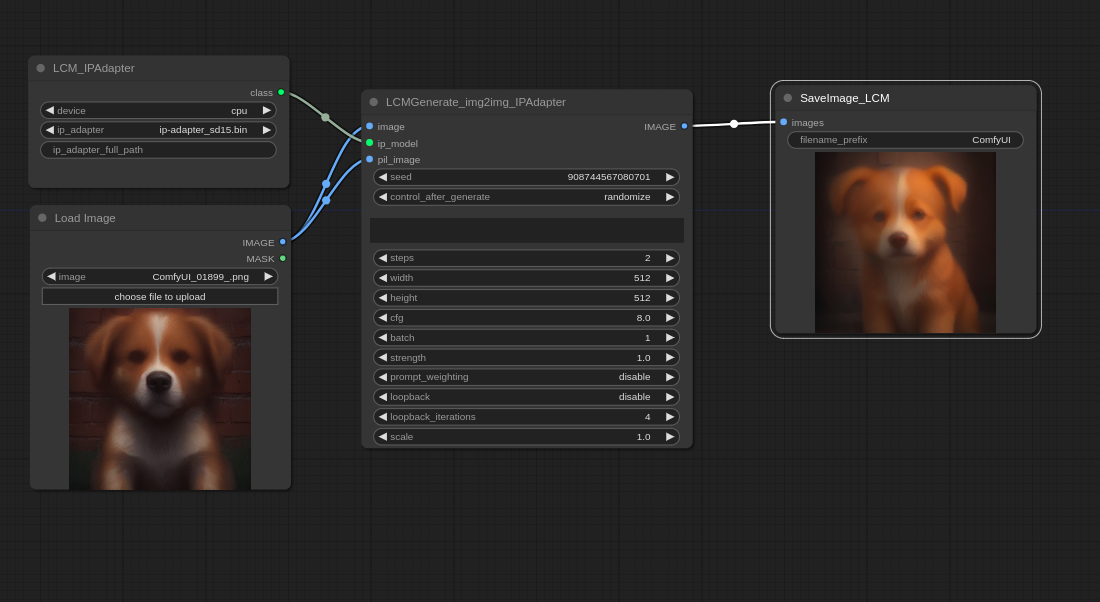 LCM_IPAdapter
class
device cpu
ip_adapter ip-adapter_sd15.bin
ip_adapter_full_path
Load Image
IMAGE
MASK
image ComfyUI_01899_.png
choose file to upload
LCMGenerate_img2img_IPAdapter
image IMAGE
ip_model
pil_image
seed 908744567080701
control_after_generate randomize
steps 2
width 512
height 512
cfg 8.0
batch 1
strength 1.0
prompt_weighting disable
loopback disable
loopback_iterations 4
scale 1.0
SaveImage_LCM
images
filename_prefix ComfyUI